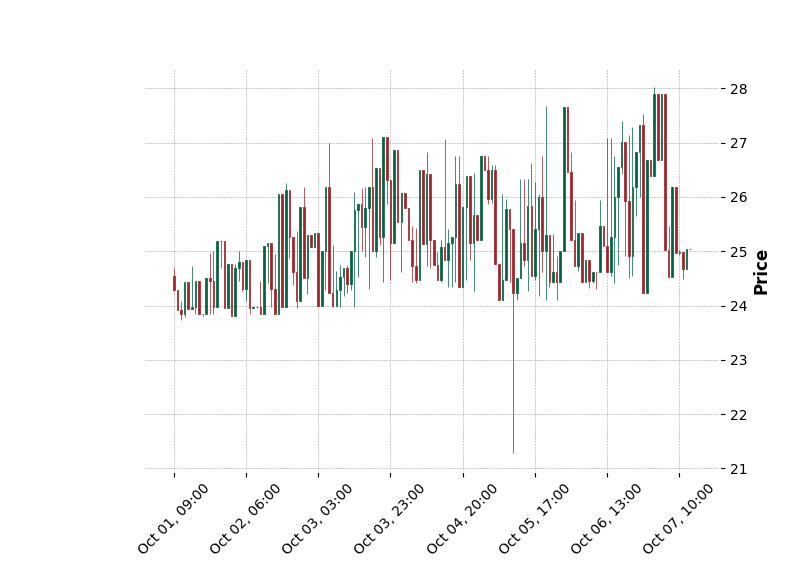 28
27
26
25
24
23
22
21
Price
Oct 01, 09:00
Oct 02, 06:00
Oct 03, 03:00
Oct 03, 23:00
Oct 04, 20:00
Oct 05, 17:00
Oct 06, 13:00
Oct 07, 10:00